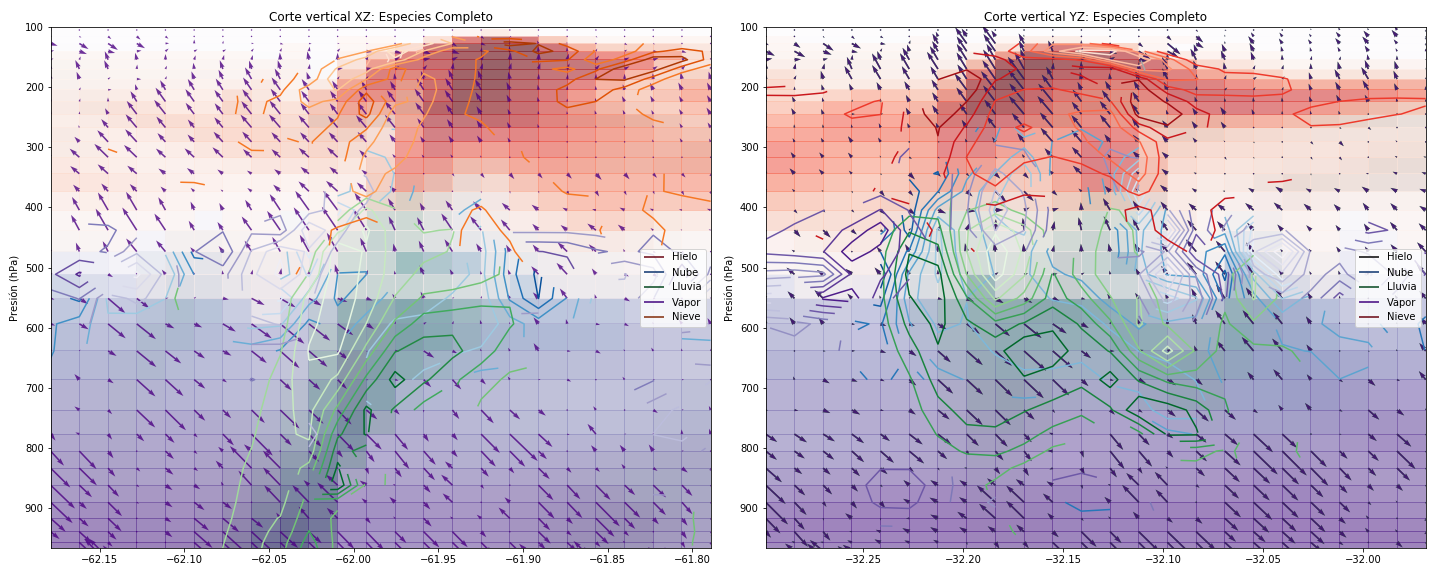 Corte vertical XZ: Especies Completo
Presión (hPa)
100
200
300
400
500
600
700
800
900
−62.15
−62.10
−62.05
−62.00
−61.95
−61.90
−61.85
−61.80
Hielo
Nube
Lluvia
Vapor
Nieve
Corte vertical YZ: Especies Completo
Presión (hPa)
100
200
300
400
500
600
700
800
900
−32.25
−32.20
−32.15
−32.10
−32.05
−32.00
Hielo
Nube
Lluvia
Vapor
Nieve